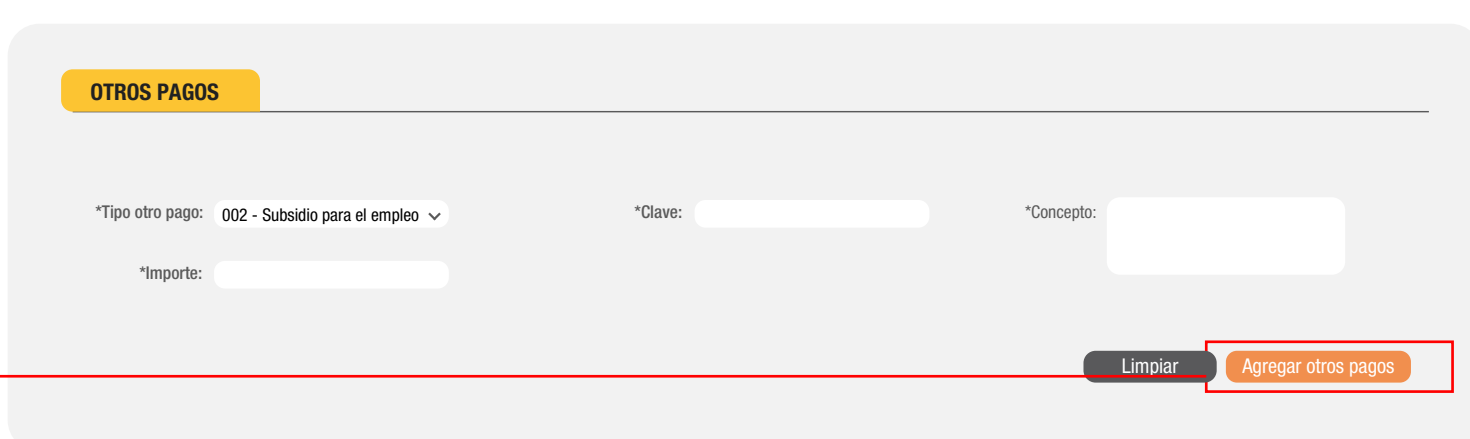 OTROS PAGOS
*Tipo otro pago: 002 - Subsidio para el empleo *Clave: *Concepto:
*Importe:
Limpiar Agregar otros pagos